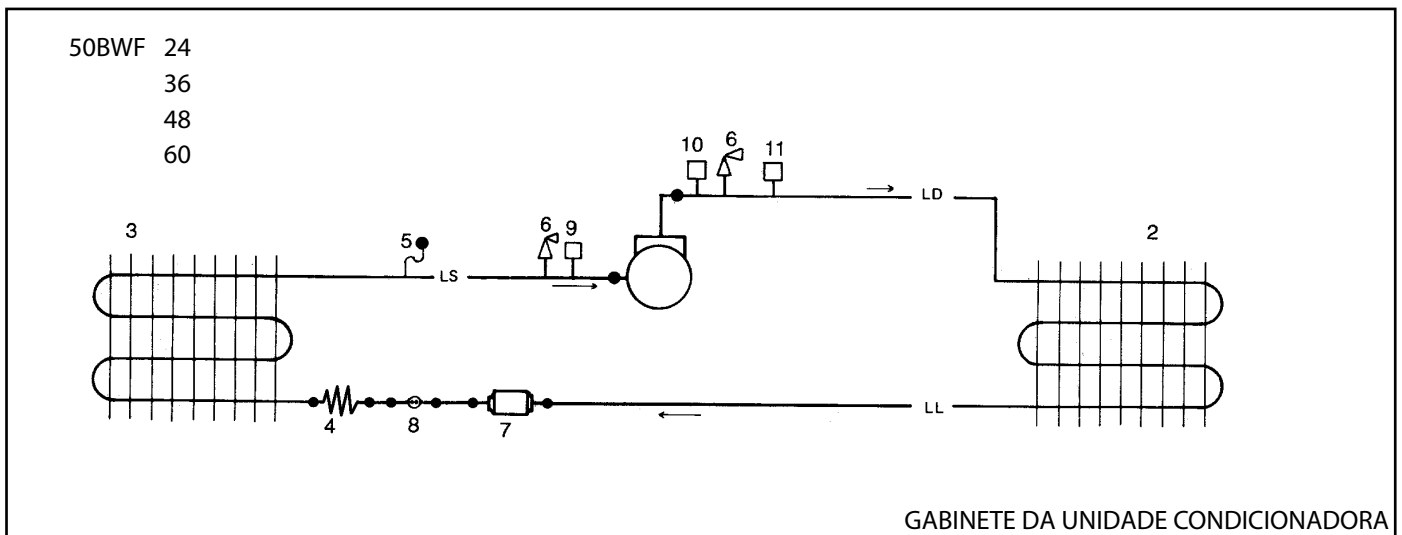 50BWF 24
36
48
60
10 6 11
LD
3
5
6 9
2
LS
LL
4 8 7
GABINETE DA UNIDADE CONDICIONADORA